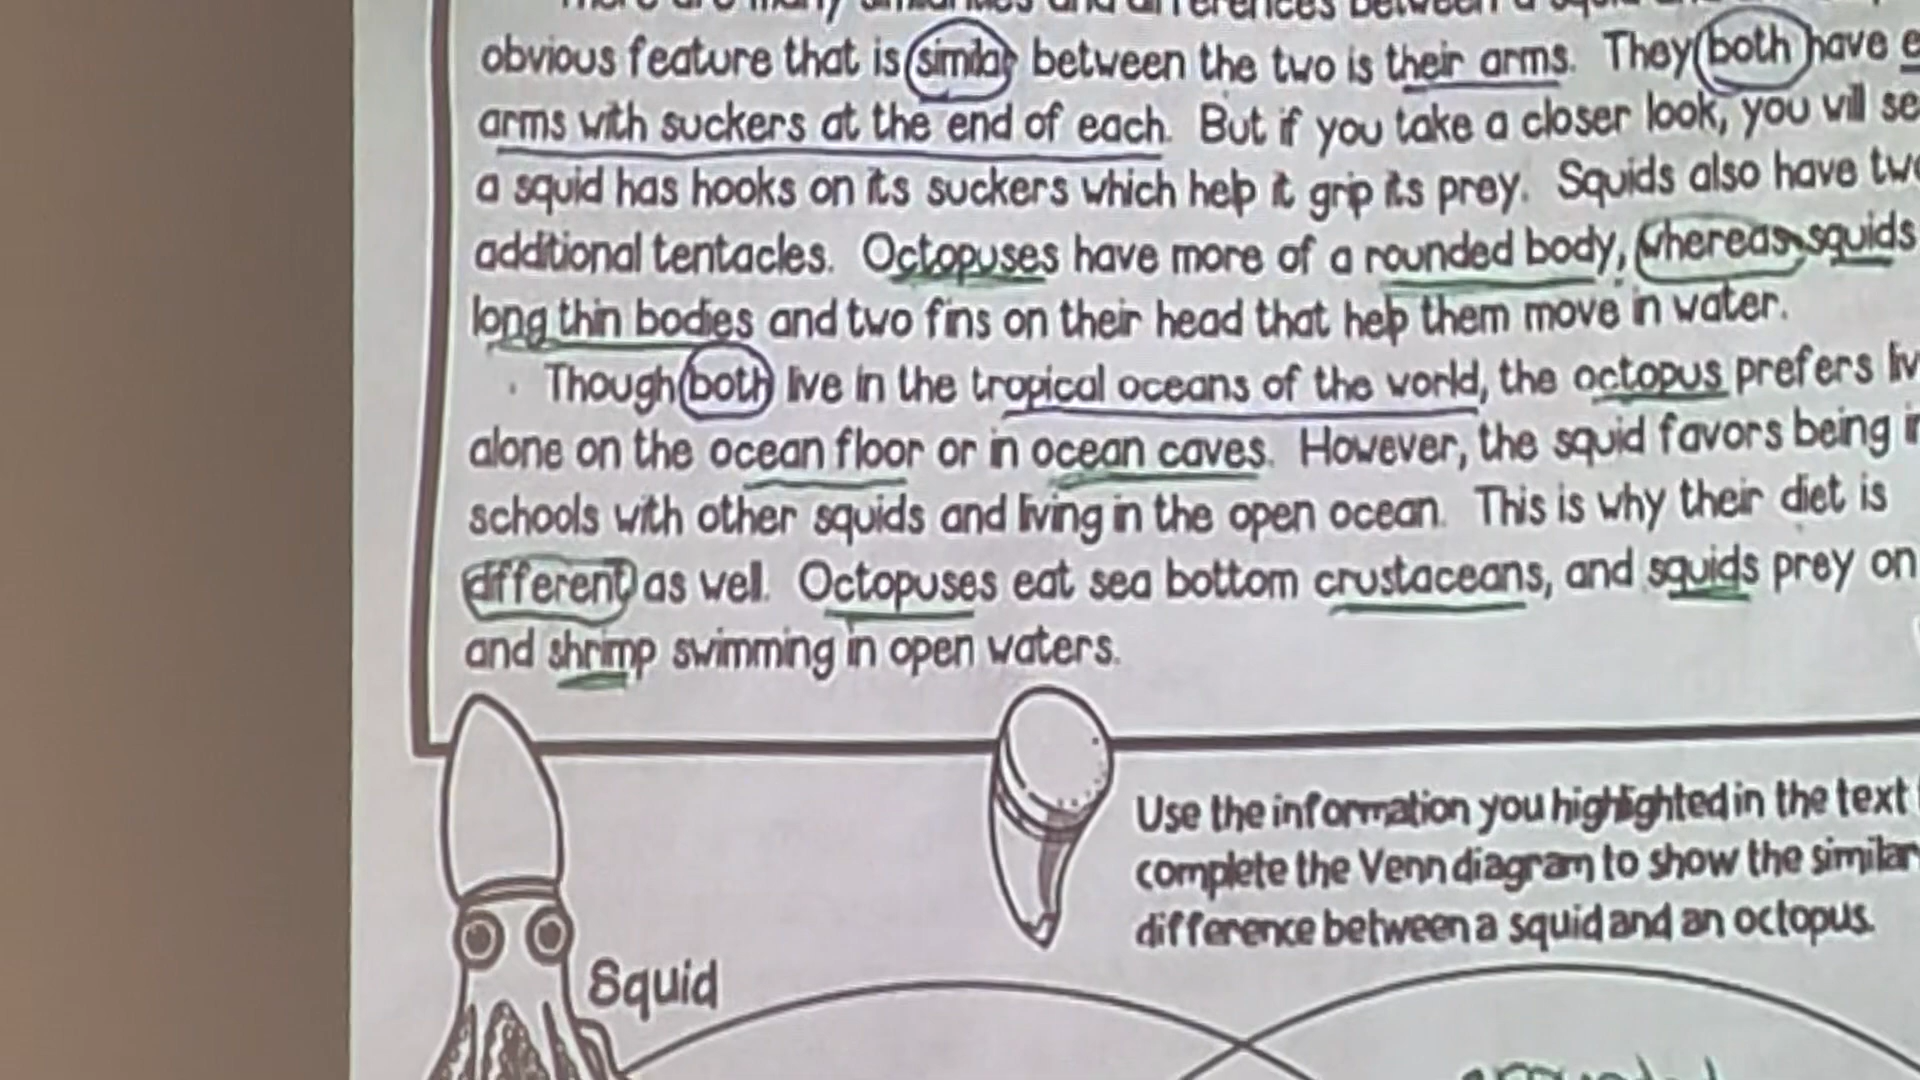 There are many similarities and differences between a squid
obvious feature that is similar between the two is their arms. They both have
arms with suckers at the end of each. But if you take a closer look, you will
a squid has hooks on its suckers which help it grip its prey. Squids also have
additional tentacles. Octopuses have more of a rounded body, whereas squids
long thin bodies and two fins on their head that help them move in water.
Though both live in the tropical oceans of the world, the octopus prefers
alone on the ocean floor or in ocean caves. However, the squid favors being
schools with other squids and living in the open ocean. This is why their diet is
different as well. Octopuses eat sea bottom crustaceans, and squids prey on
and shrimp swimming in open waters.
Use the information you highlighted in the text
complete the Venn diagram to show the
difference between a squid and an octopus.
Squid